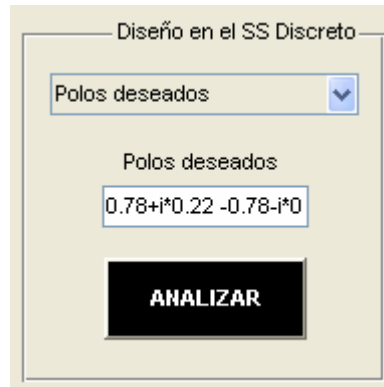 Diseño en el SS Discreto
Polos deseados
Polos deseados
0.78+i*0.22 -0.78-i*0
ANALIZAR